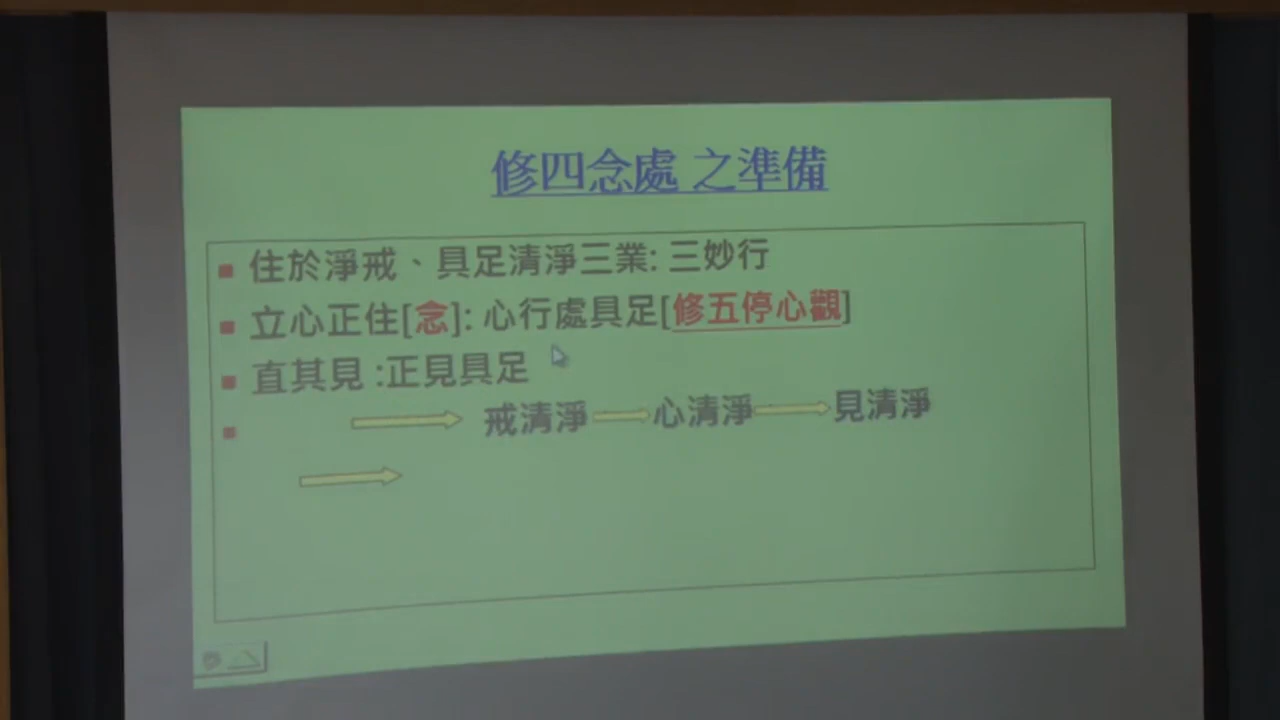 修四念處 之準備
住於淨戒、具足清淨三業: 三妙行
立心正住[念]: 心行處具足[修五停心觀]
直其見 :正見具足
戒清淨 心清淨 見清淨